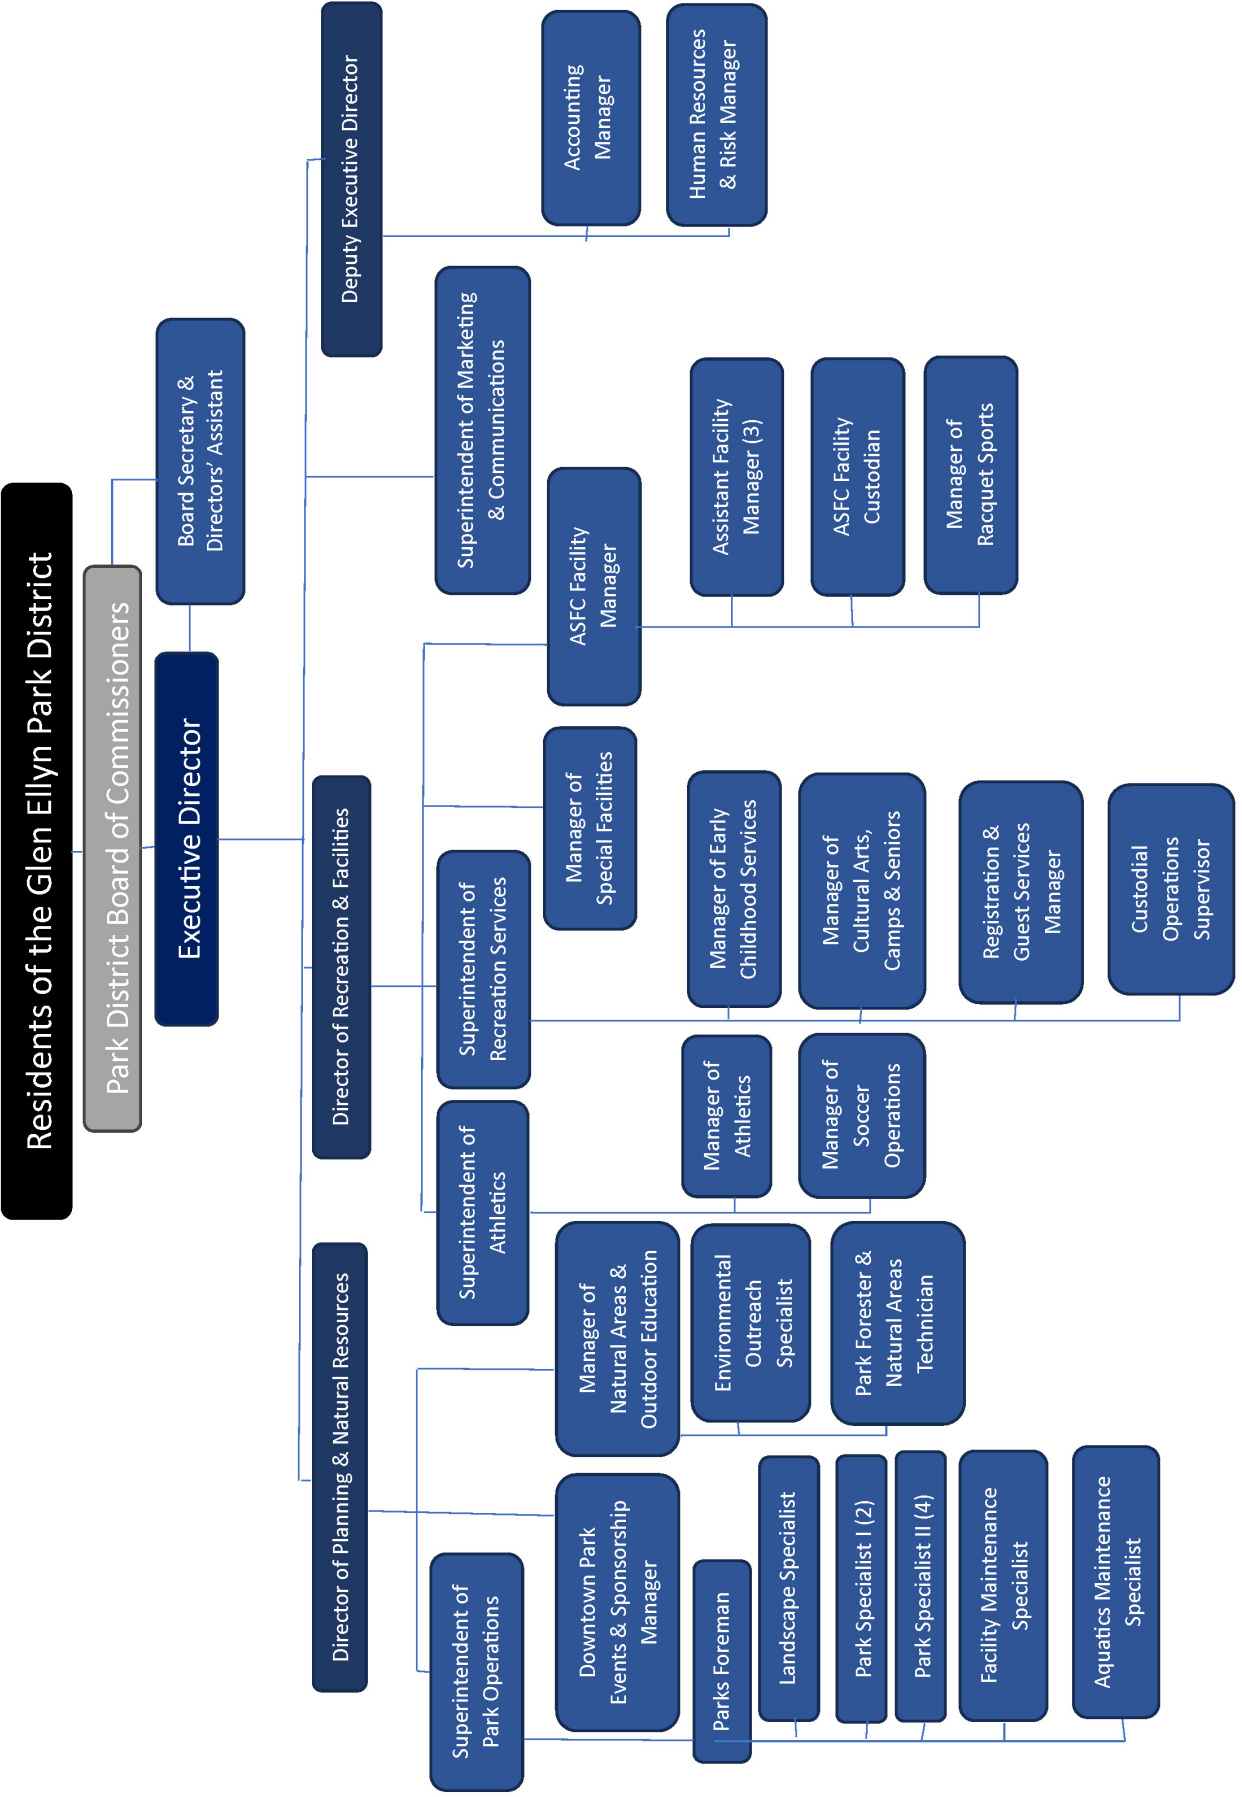 Residents of the Glen Ellyn Park District
Park District Board of Commissioners
Board Secretary &
Directors’ Assistant
Executive Director
Director of Planning & Natural Resources
Director of Recreation & Facilities
Deputy Executive Director
Superintendent of
Park Operations
Superintendent of
Athletics
Superintendent of
Recreation Services
Superintendent of Marketing
& Communications
Downtown Park
Events & Sponsorship
Manager
Manager of
Natural Areas &
Outdoor Education
Manager of
Special Facilities
ASFC Facility
Manager
Accounting
Manager
Human Resources
& Risk Manager
Parks Foreman
Landscape Specialist
Park Specialist I (2)
Park Specialist II (4)
Facility Maintenance
Specialist
Aquatics Maintenance
Specialist
Environmental
Outreach
Specialist
Park Forester &
Natural Areas
Technician
Manager of
Athletics
Manager of
Soccer
Operations
Manager of Early
Childhood Services
Manager of
Cultural Arts,
Camps & Seniors
Registration &
Guest Services
Manager
Custodial
Operations
Supervisor
Assistant Facility
Manager (3)
ASFC Facility
Custodian
Manager of
Racquet Sports